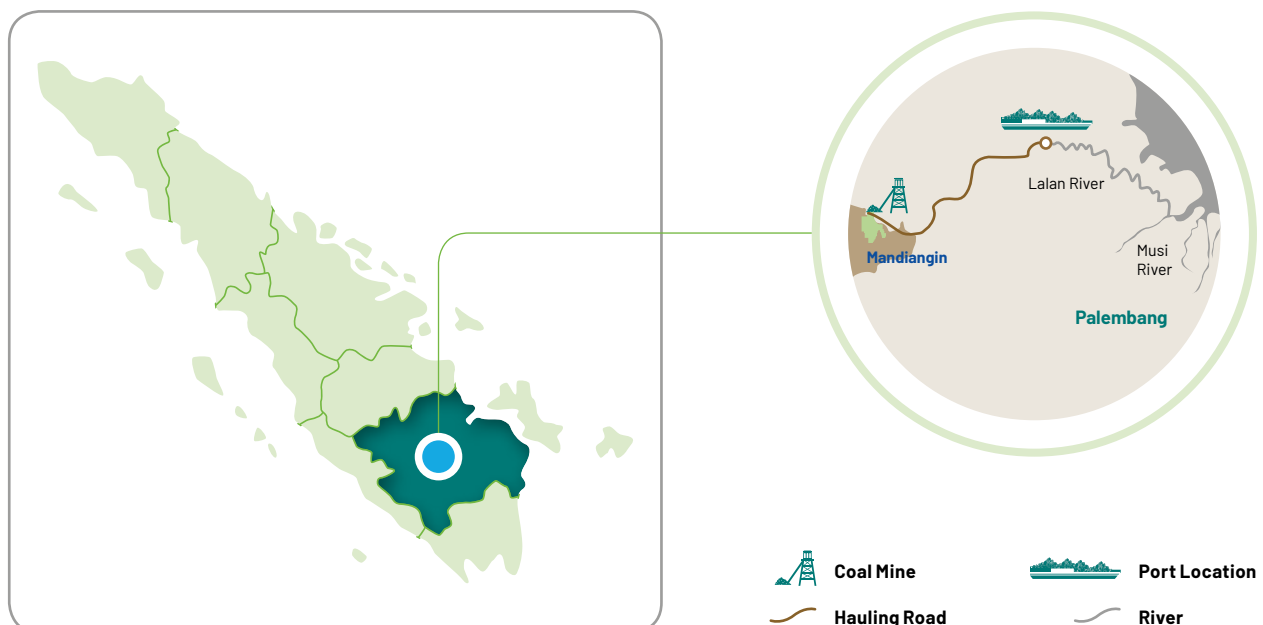 Lalan River
Mandiangin
Musi
River
Palembang
Coal Mine
Port Location
Hauling Road
River